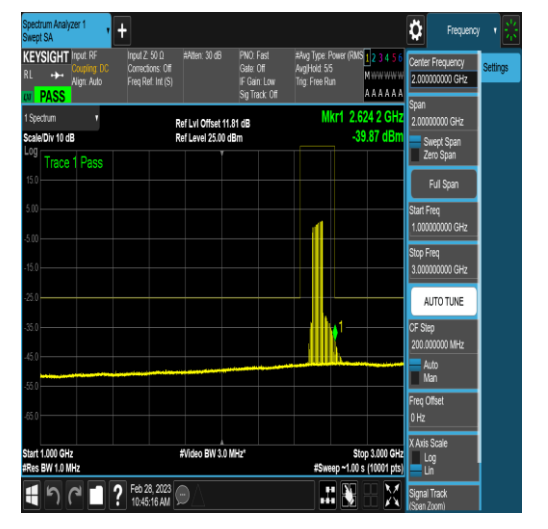 Spectrum Analyzer 1
Swept SA
Frequency
KEYSIGHT
RL
PASS
Input: RF
Coupling: DC
Align: Auto
Input Z: 50 Ω
Corrections: Off
Freq Ref: Int (S)
#Atten: 30 dB
PNO: Fast
Gate: Off
IF Gain: Low
Sig Track: Off
#Avg Type: Power (RMS
Avg|Hold: 5/5
Trig: Free Run
1 2 3 4 5 6
M W W W W W
A A A A A A
1 Spectrum
Scale/Div 10 dB
Ref Lvl Offset 11.81 dB
Ref Level 25.00 dBm
Mkr1 2.624 2 GHz
-39.87 dBm
Log
Trace 1 Pass
15.0
5.00
-5.00
-15.0
-25.0
-35.0
-45.0
-55.0
-65.0
1
Start 1.000 GHz
#Res BW 1.0 MHz
#Video BW 3.0 MHz*
Stop 3.000 GHz
#Sweep ~1.00 s (10001 pts)
Feb 28, 2023
10:45:16 AM
Center Frequency
2.000000000 GHz
Settings
Span
2.00000000 GHz
Swept Span
Zero Span
Full Span
Start Freq
1.000000000 GHz
Stop Freq
3.000000000 GHz
AUTO TUNE
CF Step
200.000000 MHz
Auto
Man
Freq Offset
0 Hz
X Axis Scale
Log
Lin
Signal Track
(Span Zoom)